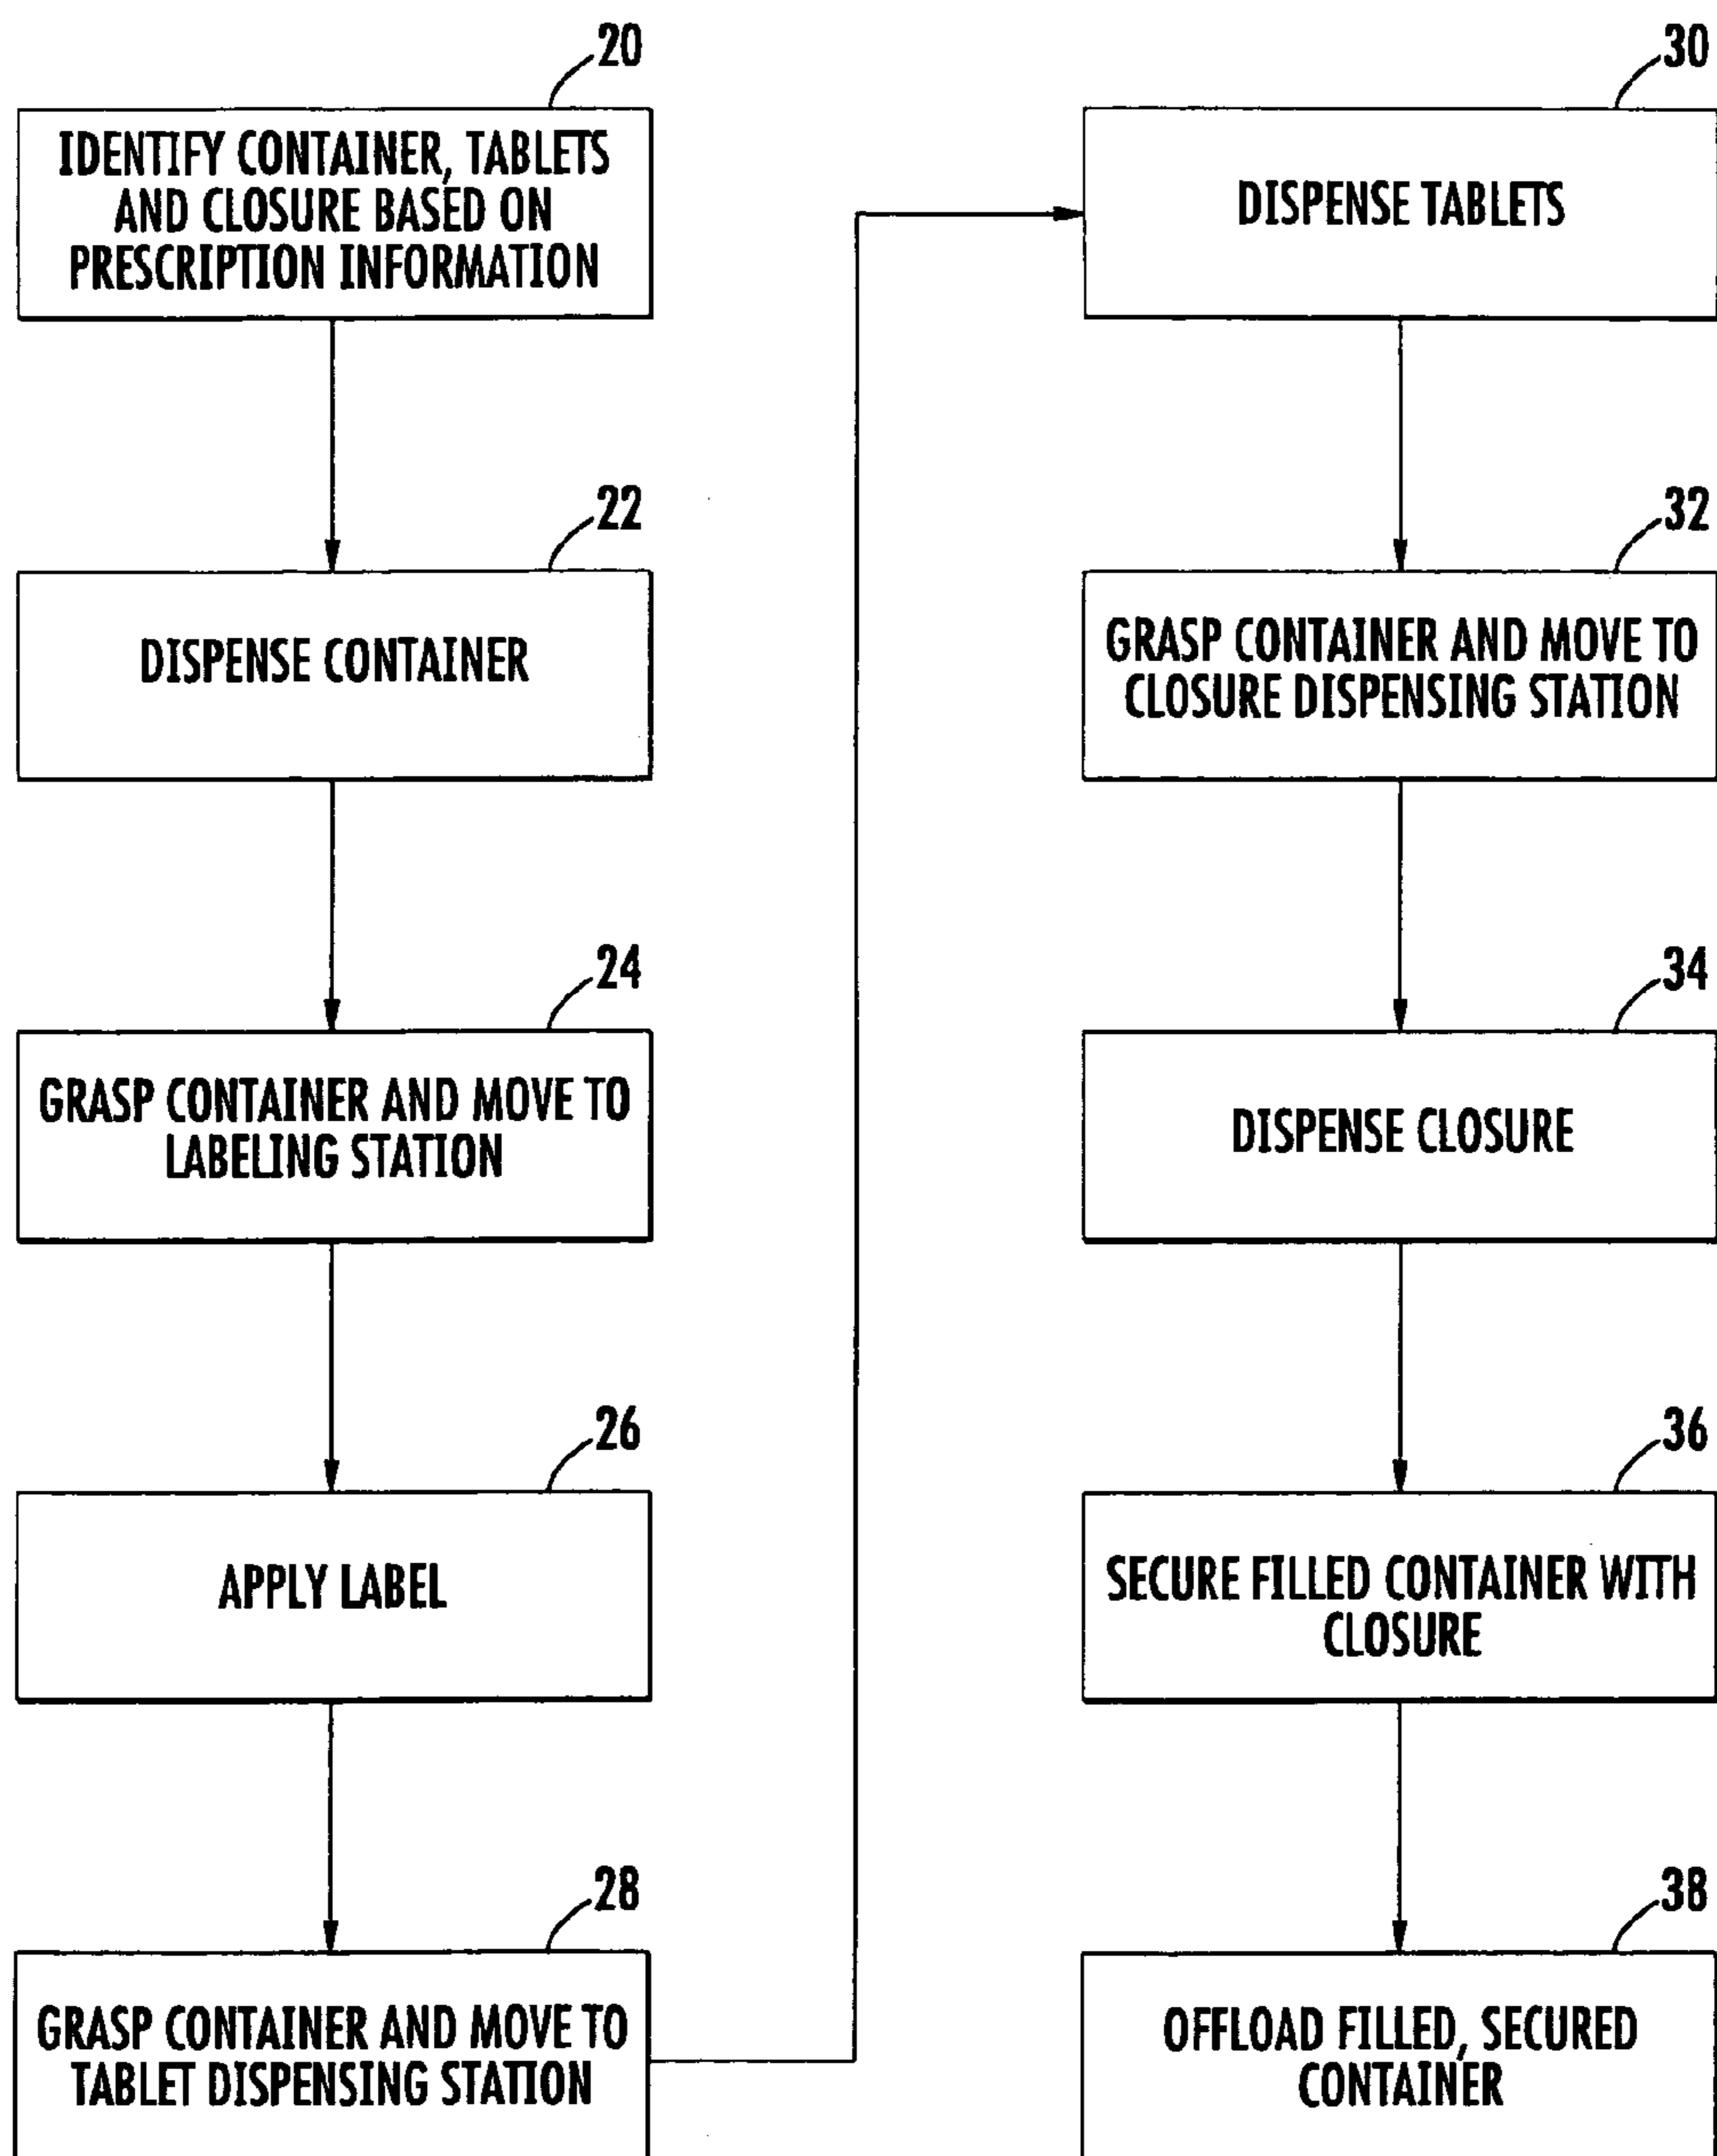 20
IDENTIFY CONTAINER, TABLETS
AND CLOSURE BASED ON
PRESCRIPTION INFORMATION
22
DISPENSE CONTAINER
24
GRASP CONTAINER AND MOVE TO
LABELING STATION
26
APPLY LABEL
28
GRASP CONTAINER AND MOVE TO
TABLET DISPENSING STATION
30
DISPENSE TABLETS
32
GRASP CONTAINER AND MOVE TO
CLOSURE DISPENSING STATION
34
DISPENSE CLOSURE
36
SECURE FILLED CONTAINER WITH
CLOSURE
38
OFFLOAD FILLED, SECURED
CONTAINER